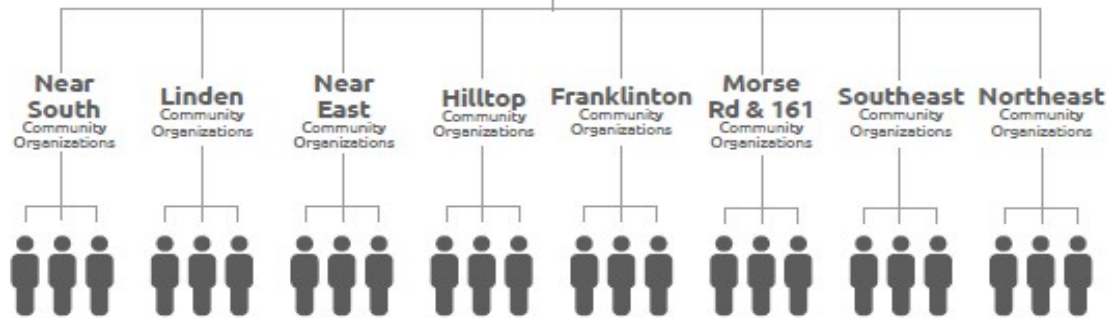 Near
South
Community
Organizations
Linden
Community
Organizations
Near
East
Community
Organizations
Hilltop
Community
Organizations
Franklinton
Community
Organizations
Morse
Rd & 161
Community
Organizations
Southeast
Community
Organizations
Northeast
Community
Organizations